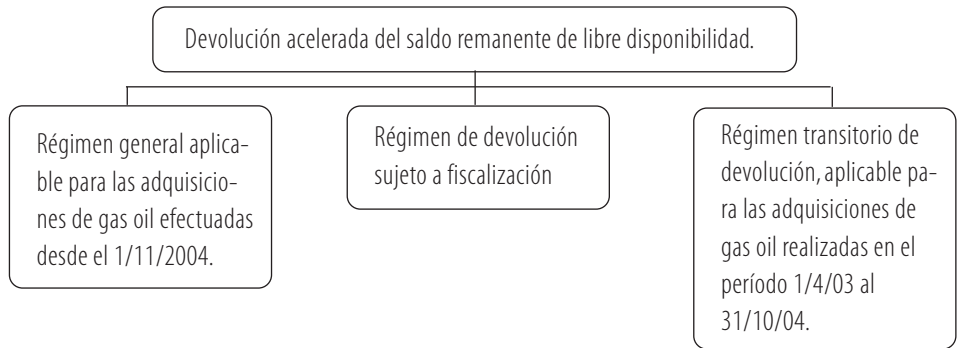 Devolución acelerada del saldo remanente de libre disponibilidad.
Régimen general aplica-
ble para las adquisicio-
nes de gas oil efectuadas
desde el 1/11/2004.
Régimen de devolución
sujeto a fiscalización
Régimen transitorio de
devolución, aplicable pa-
ra las adquisiciones de
gas oil realizadas en el
período 1/4/03 al
31/10/04.